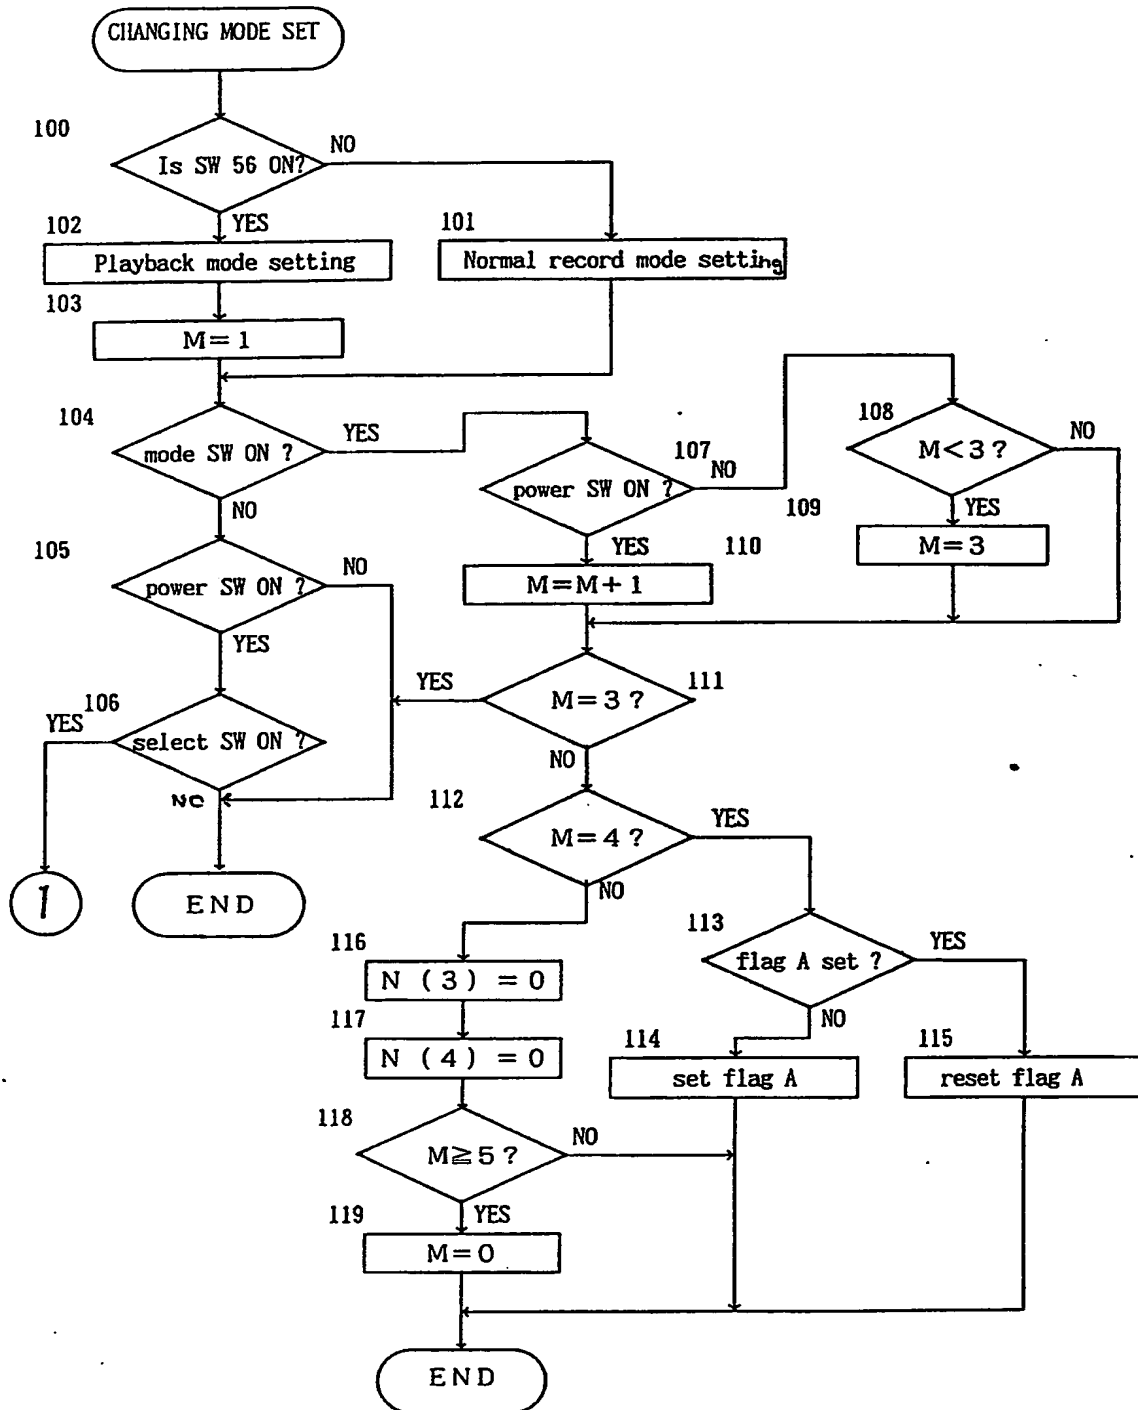 CHANGING MODE SET
100
Is SW 56 ON?
NO
YES
102
Playback mode setting
101
Normal record mode setting
103
M=1
104
mode SW ON ?
YES
NO
107
power SW ON ?
NO
YES
108
M<3 ?
NO
YES
109
M=3
110
M=M+1
105
power SW ON ?
NO
YES
106
select SW ON ?
YES
NO
1
END
111
M=3 ?
YES
NO
112
M=4 ?
YES
NO
113
flag A set ?
YES
NO
114
set flag A
115
reset flag A
116
N (3) =0
117
N (4) =0
118
M≧5 ?
NO
YES
119
M=0
END